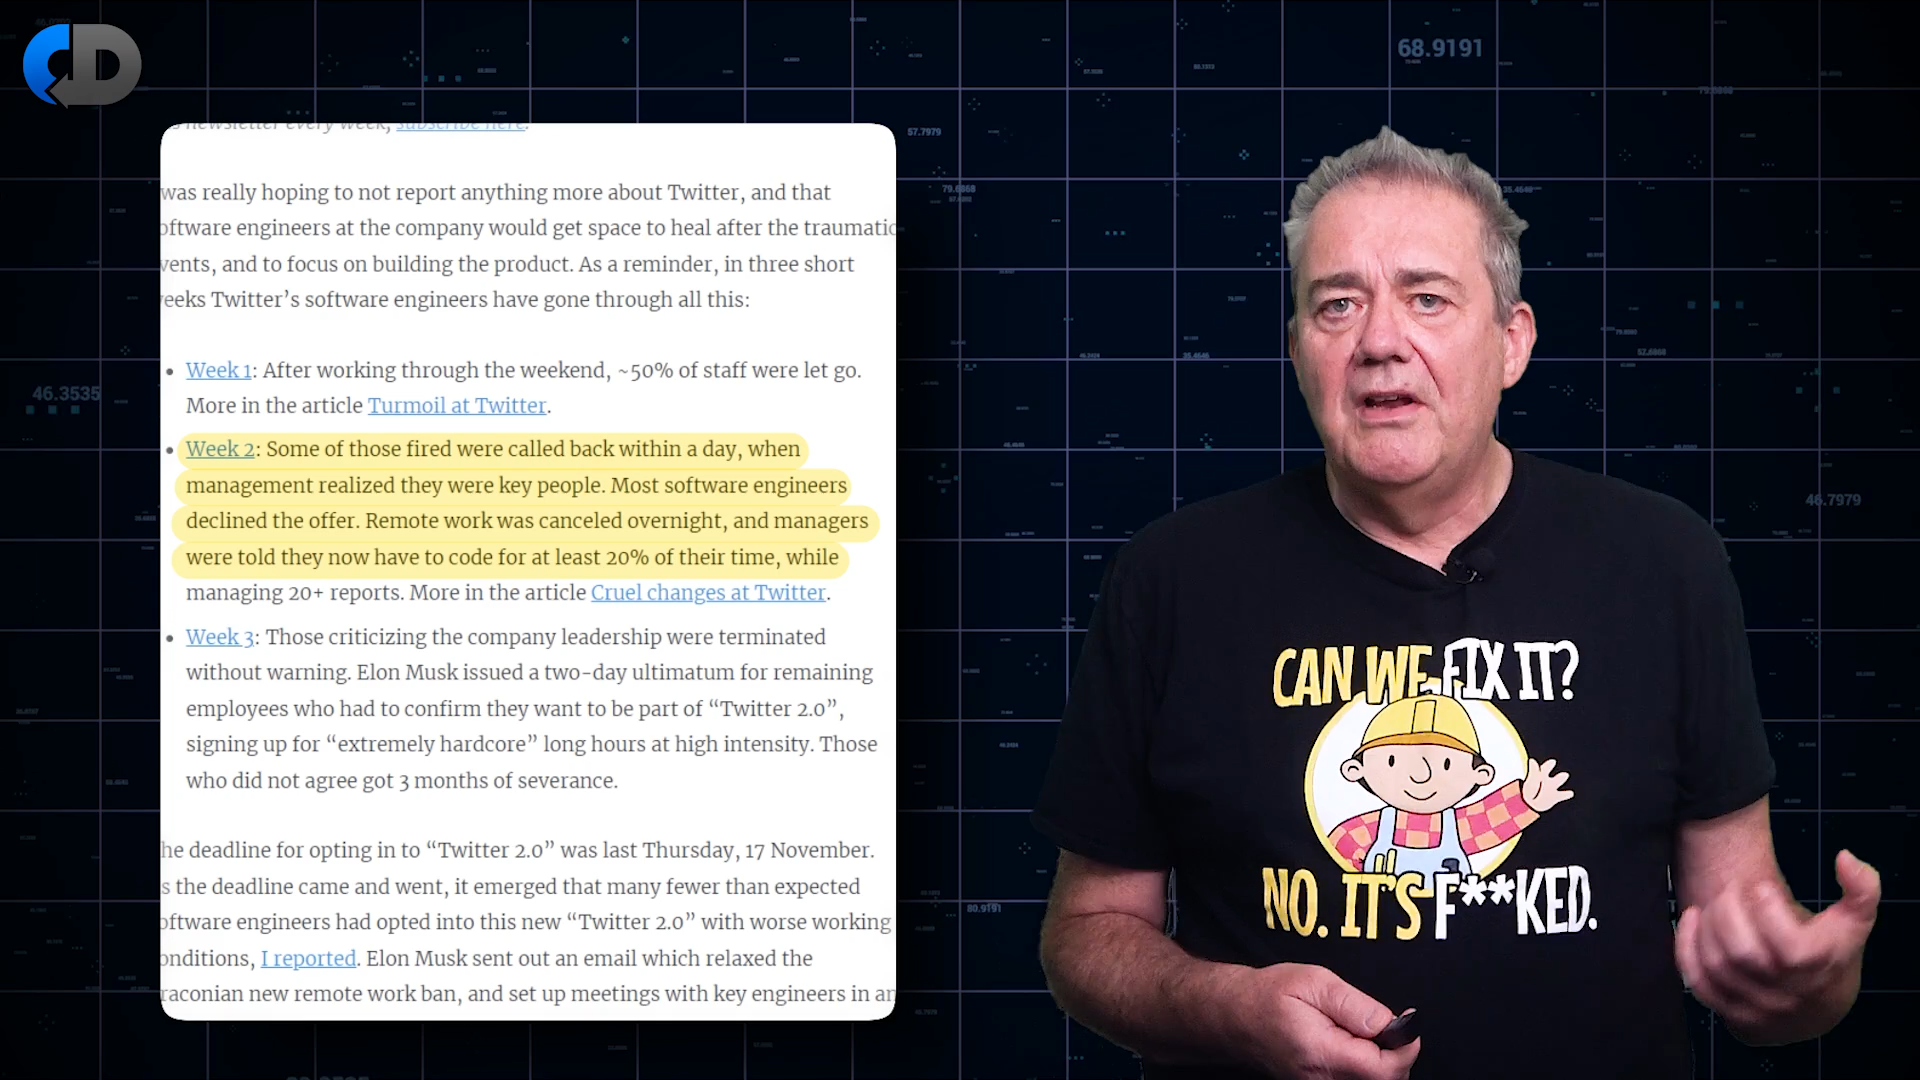 68.9191
79.6868
57.7979
79.6868
46.3535
46.7979
80.9191
newsletter every week, subscribe here.
was really hoping to not report anything more about Twitter, and that
oftware engineers at the company would get space to heal after the traumatic
vents, and to focus on building the product. As a reminder, in three short
eeks Twitter’s software engineers have gone through all this:
• Week 1: After working through the weekend, ~50% of staff were let go.
More in the article Turmoil at Twitter.
• Week 2: Some of those fired were called back within a day, when
management realized they were key people. Most software engineers
declined the offer. Remote work was canceled overnight, and managers
were told they now have to code for at least 20% of their time, while
managing 20+ reports. More in the article Cruel changes at Twitter.
• Week 3: Those criticizing the company leadership were terminated
without warning. Elon Musk issued a two-day ultimatum for remaining
employees who had to confirm they want to be part of “Twitter 2.0”,
signing up for “extremely hardcore” long hours at high intensity. Those
who did not agree got 3 months of severance.
he deadline for opting in to “Twitter 2.0” was last Thursday, 17 November.
s the deadline came and went, it emerged that many fewer than expected
oftware engineers had opted into this new “Twitter 2.0” with worse working
onditions, I reported. Elon Musk sent out an email which relaxed the
raconian new remote work ban, and set up meetings with key engineers in an
CAN WE FIX IT?
NO. IT'S F**KED.